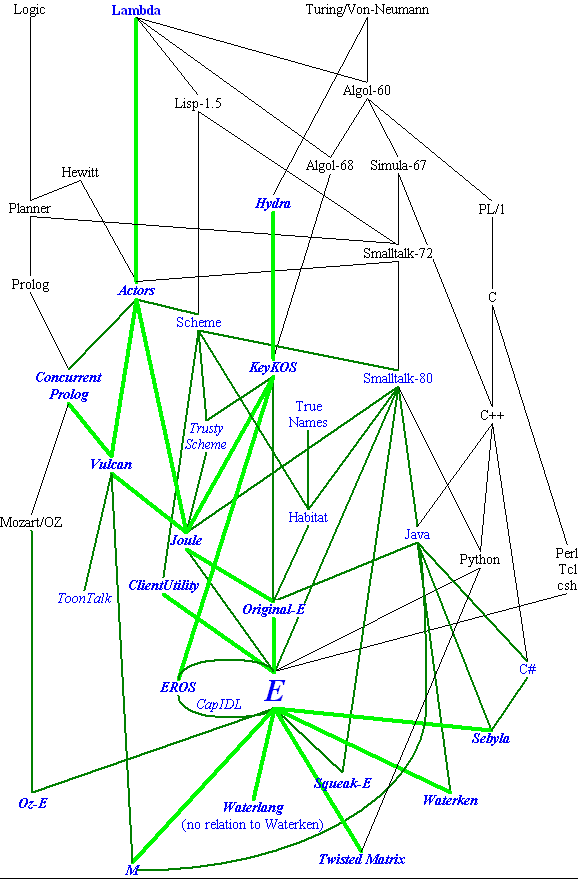 Logic
Lambda
Turing/Von-Neumann
Algol-60
Lisp-1.5
Algol-68
Simula-67
Hewitt
Planner
Hydra
PL/1
Smalltalk-72
Prolog
Actors
C
Scheme
KeyKOS
Concurrent
Prolog
Smalltalk-80
True
Names
C++
Trusty
Scheme
Vulcan
Mozart/OZ
Habitat
Joule
Java
Python
Perl
Tcl
csh
ClientUtility
ToonTalk
Original-E
C#
EROS
E
CapIDL
Sebyla
Squeak-E
Oz-E
Waterlang
(no relation to Waterken)
Waterken
Twisted Matrix
M